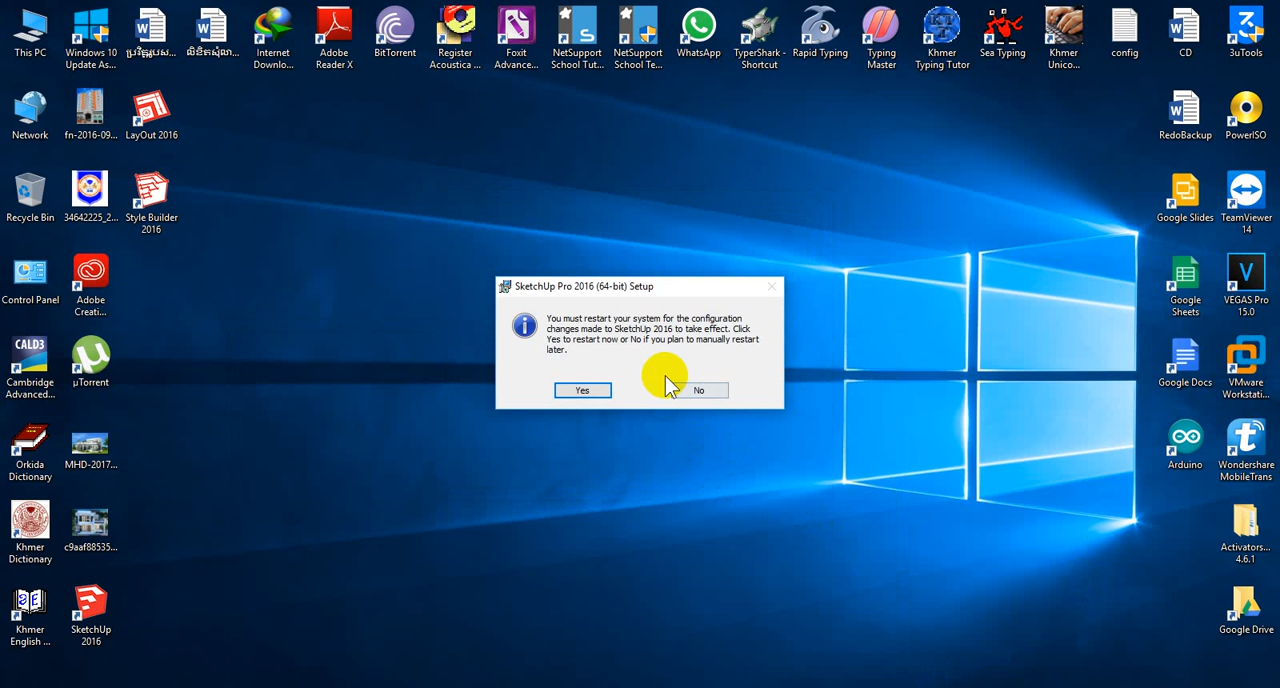 This PC
Windows 10
Update As...
Internet
Downlo...
Adobe
Reader X
BitTorrent
Register
Acoustica ...
Foxit
Advance...
NetSupport
School Tut...
NetSupport
School Te...
WhatsApp
TyperShark -
Shortcut
Rapid Typing
Typing
Master
Khmer
Typing Tutor
Sea Typing
Khmer
Unico...
config
CD
3uTools
Network
fn-2016-09...
LayOut 2016
RedoBackup
PowerISO
Recycle Bin
34642225_2...
Style Builder
2016
Google Slides
TeamViewer
14
Control Panel
Adobe
Creati...
Google
Sheets
VEGAS Pro
15.0
SketchUp Pro 2016 (64-bit) Setup
You must restart your system for the configuration
changes made to SketchUp 2016 to take effect. Click
Yes to restart now or No if you plan to manually restart
later.
Yes
No
CALD3
Cambridge
Advanced...
µTorrent
Google Docs
VMware
Workstati...
Orkida
Dictionary
MHD-2017...
Arduino
Wondershare
MobileTrans
Khmer
Dictionary
c9aaf88535...
Activators...
4.6.1
Khmer
English ...
SketchUp
2016
Google Drive